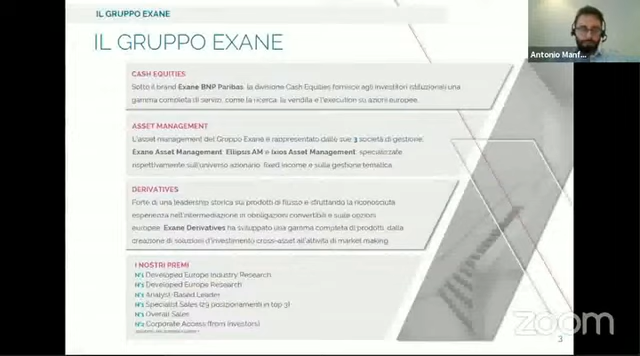 IL GRUPPO EXANE
IL GRUPPO EXANE
CASH EQUITIES
Sotto il brand Exane BNP Paribas, la divisione Cash Equities fornisce agli investitori istituzionali una
gamma completa di servizi, come la ricerca, la vendita e l'execution su azioni europee.
ASSET MANAGEMENT
L'asset management del Gruppo Exane è rappresentato dalle sue 3 società di gestione:
Exane Asset Management, Ellipsis AM e Ixios Asset Management, specializzate
rispettivamente sull'universo azionario, fixed income e sulla gestione tematica.
DERIVATIVES
Forte di una leadership storica sui prodotti di flusso e sfruttando la riconosciuta
esperienza nell'intermediazione in obbligazioni convertibili e sulle opzioni
europee, Exane Derivatives ha sviluppato una gamma completa di prodotti, dalla
creazione di soluzioni d'investimento cross-asset all'attività di market making
I NOSTRI PREMI
N°1 Developed Europe Industry Research
N°1 Developed Europe Research
N°1 Analyst-Based Leader
N°1 Specialist Sales (29 posizionamenti in top 3)
N°1 Overall Sales
N°2 Corporate Access (from investors)
3
Antonio Manf...
zoom